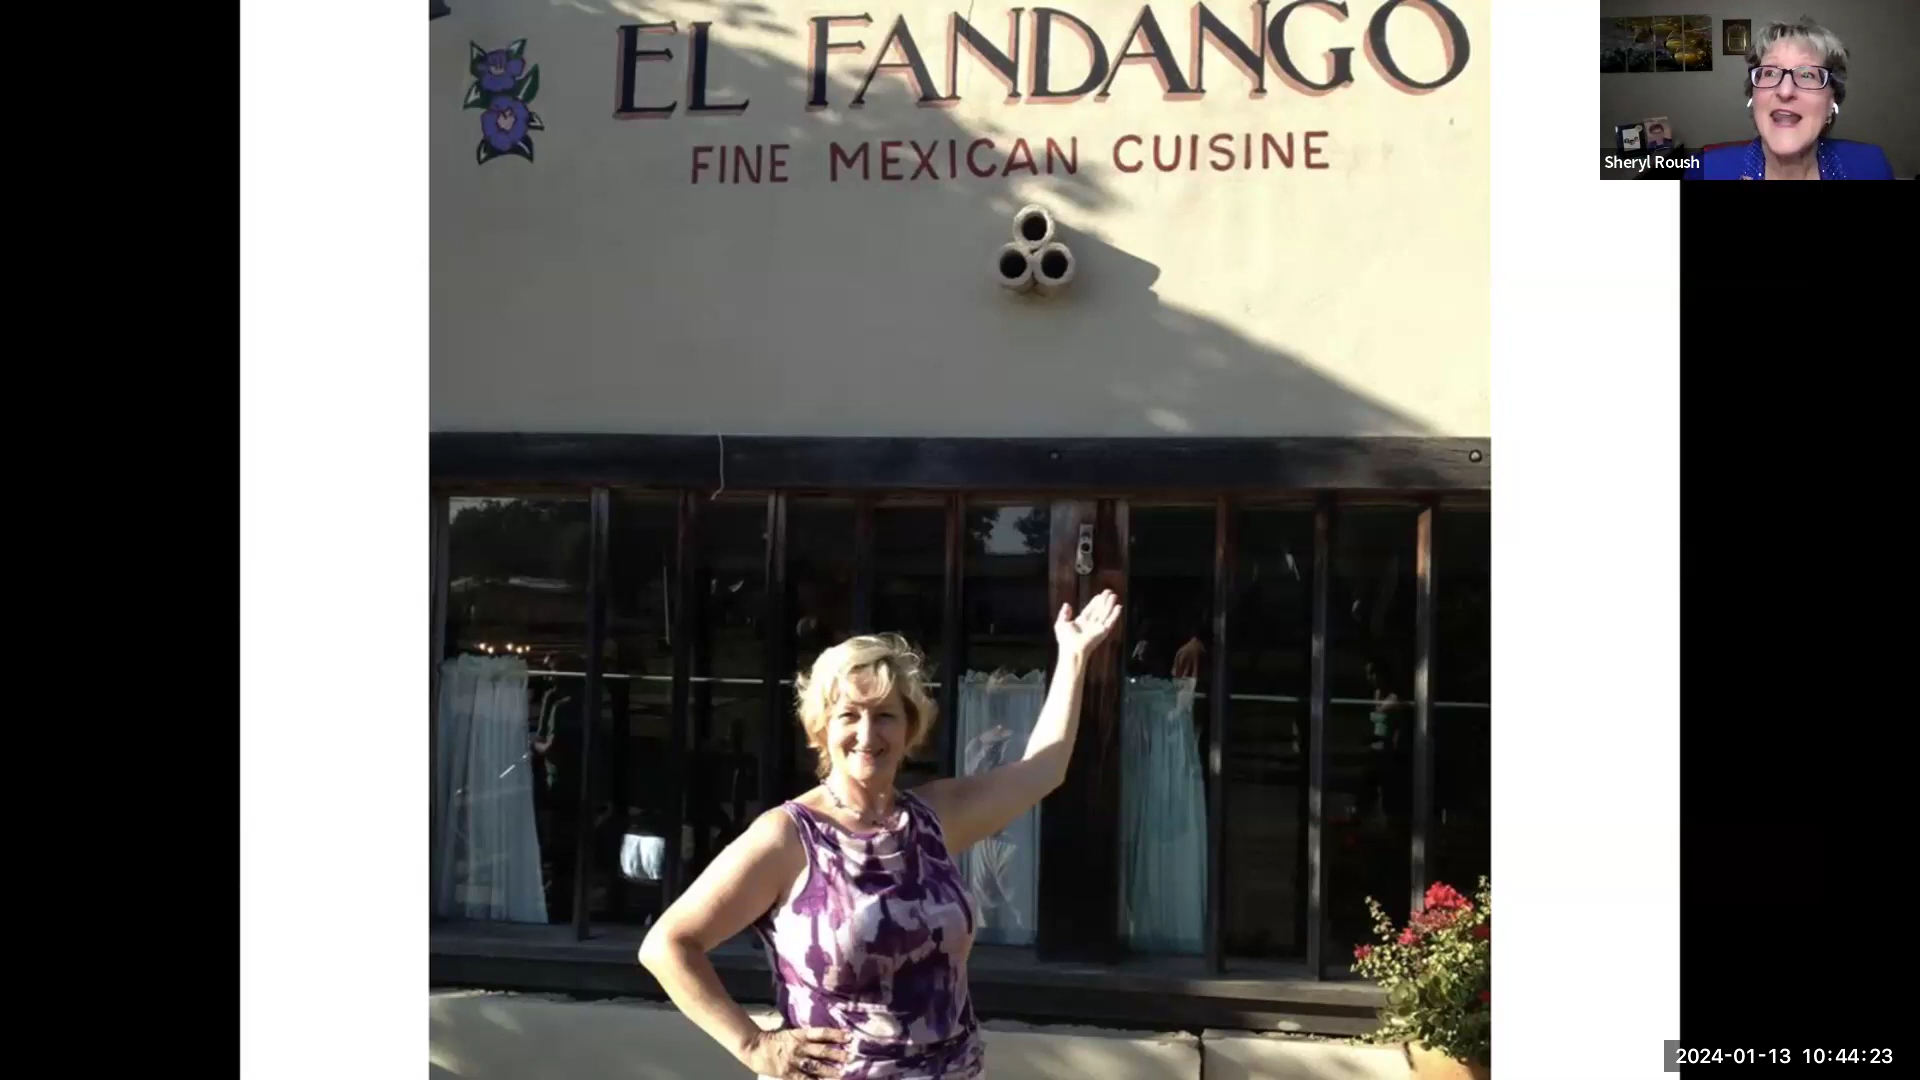 EL FANDANGO
FINE MEXICAN CUISINE
Sheryl Roush
2024-01-13 10:44:23